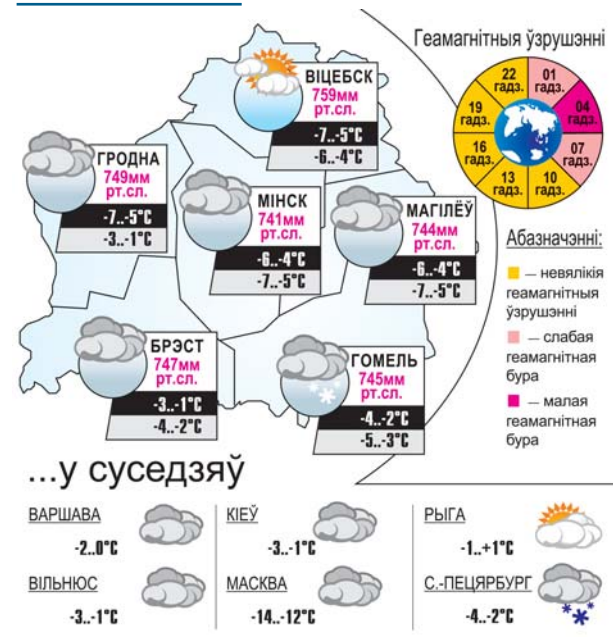 Геамагнітныя ўзрушэнні
22 гадз.
01 гадз.
04 гадз.
07 гадз.
10 гадз.
13 гадз.
16 гадз.
19 гадз.
Абазначэнні:
— невялікія
геамагнітныя
ўзрушэнні
— слабая
геамагнітная
бура
— малая
геамагнітная
бура
ВІЦЕБСК
759мм
рт.сл.
-7..-5°C
-6..-4°C
ГРОДНА
749мм
рт.сл.
-7..-5°C
-3..-1°C
МІНСК
741мм
рт.сл.
-6..-4°C
-7..-5°C
МАГІЛЁЎ
744мм
рт.сл.
-6..-4°C
-7..-5°C
БРЭСТ
747мм
рт.сл.
-3..-1°C
-4..-2°C
ГОМЕЛЬ
745мм
рт.сл.
-4..-2°C
-5..-3°C
...у суседзяў
ВАРШАВА
-2..0°C
КІЕЎ
-3..-1°C
РЫГА
-1..+1°C
ВІЛЬНЮС
-3..-1°C
МАСКВА
-14..-12°C
С.-ПЕЦЯРБУРГ
-4..-2°C